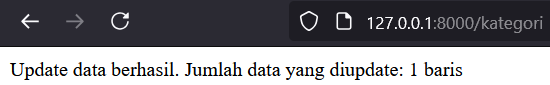 127.0.0.1:8000/kategori
Update data berhasil. Jumlah data yang diupdate: 1 baris